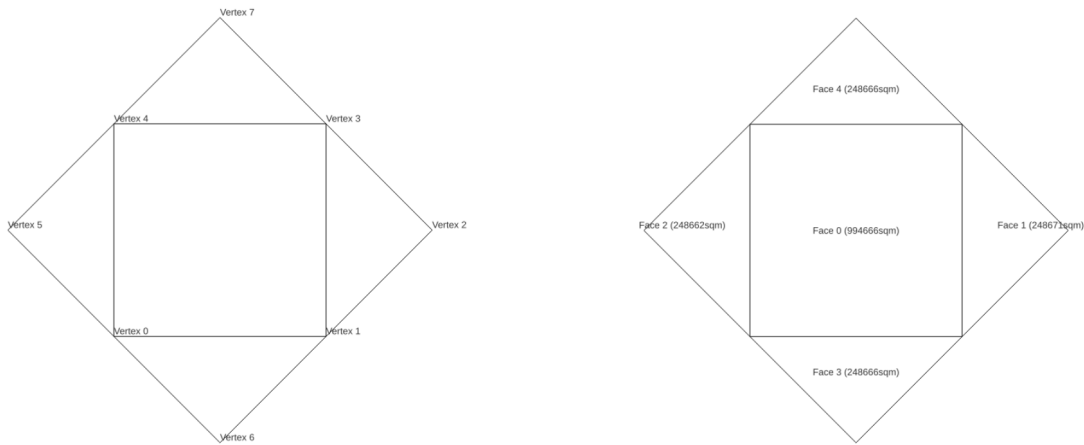 Vertex 7
Vertex 4
Vertex 3
Vertex 5
Vertex 2
Vertex 0
Vertex 1
Vertex 6
Face 4 (248666sqm)
Face 2 (248662sqm)
Face 1 (248671sqm)
Face 0 (994666sqm)
Face 3 (248666sqm)